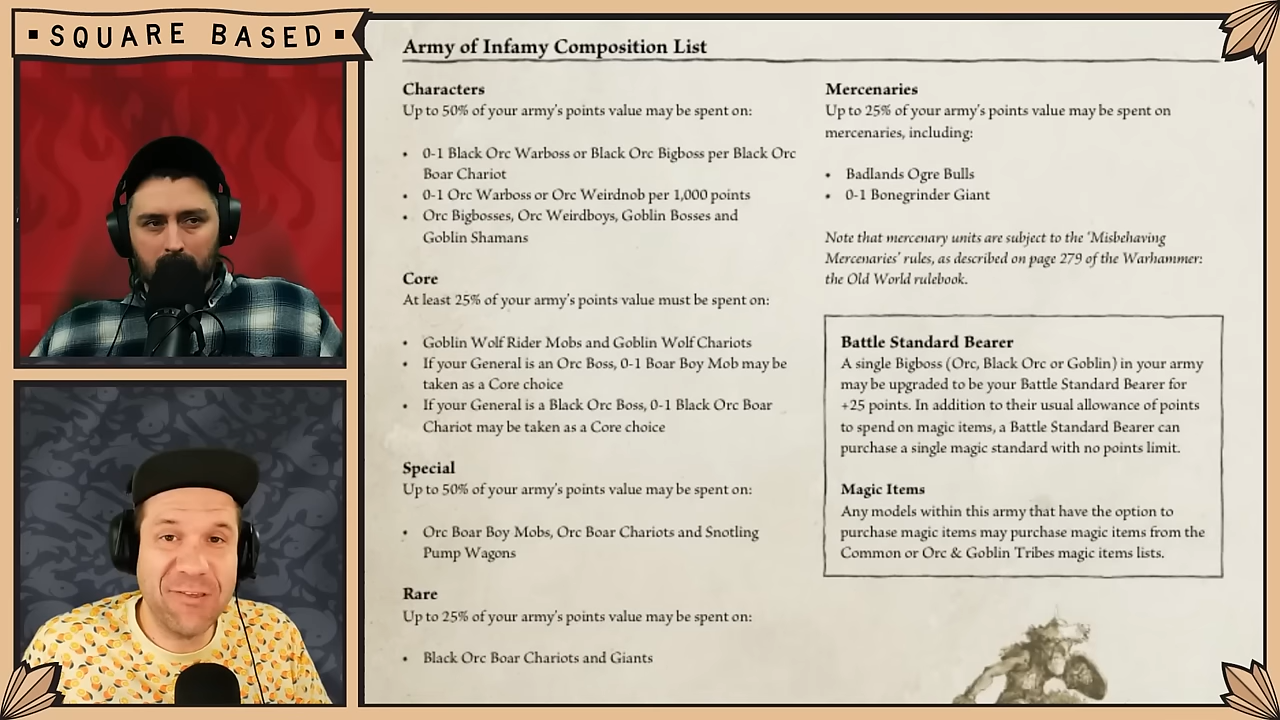 SQUARE BASED
Army of Infamy Composition List
Characters
Up to 50% of your army's points value may be spent on:
• 0-1 Black Orc Warboss or Black Orc Bigboss per Black Orc
Boar Chariot
• 0-1 Orc Warboss or Orc Weirdnob per 1,000 points
• Orc Bigbosses, Orc Weirdboys, Goblin Bosses and
Goblin Shamans
Core
At least 25% of your army's points value must be spent on:
• Goblin Wolf Rider Mobs and Goblin Wolf Chariots
• If your General is an Orc Boss, 0-1 Boar Boy Mob may be
taken as a Core choice
• If your General is a Black Orc Boss, 0-1 Black Orc Boar
Chariot may be taken as a Core choice
Special
Up to 50% of your army's points value may be spent on:
• Orc Boar Boy Mobs, Orc Boar Chariots and Snotling
Pump Wagons
Rare
Up to 25% of your army's points value may be spent on:
• Black Orc Boar Chariots and Giants
Mercenaries
Up to 25% of your army's points value may be spent on
mercenaries, including:
• Badlands Ogre Bulls
• 0-1 Bonegrinder Giant
Note that mercenary units are subject to the 'Misbehaving
Mercenaries' rules, as described on page 279 of the Warhammer:
the Old World rulebook.
Battle Standard Bearer
A single Bigboss (Orc, Black Orc or Goblin) in your army
may be upgraded to be your Battle Standard Bearer for
+25 points. In addition to their usual allowance of points
to spend on magic items, a Battle Standard Bearer can
purchase a single magic standard with no points limit.
Magic Items
Any models within this army that have the option to
purchase magic items may purchase magic items from the
Common or Orc & Goblin Tribes magic items lists.